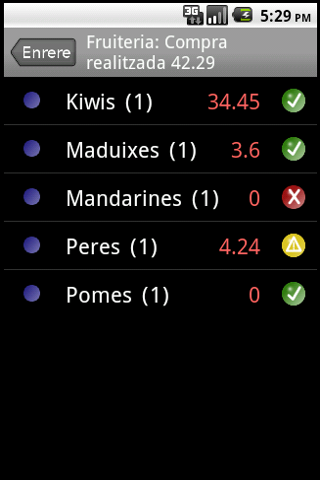 3G 5:29 PM
Enrere
Fruiteria: Compra
realitzada 42.29
Kiwis (1) 34.45
Maduixes (1) 3.6
Mandarines (1) 0
Peres (1) 4.24
Pomes (1) 0